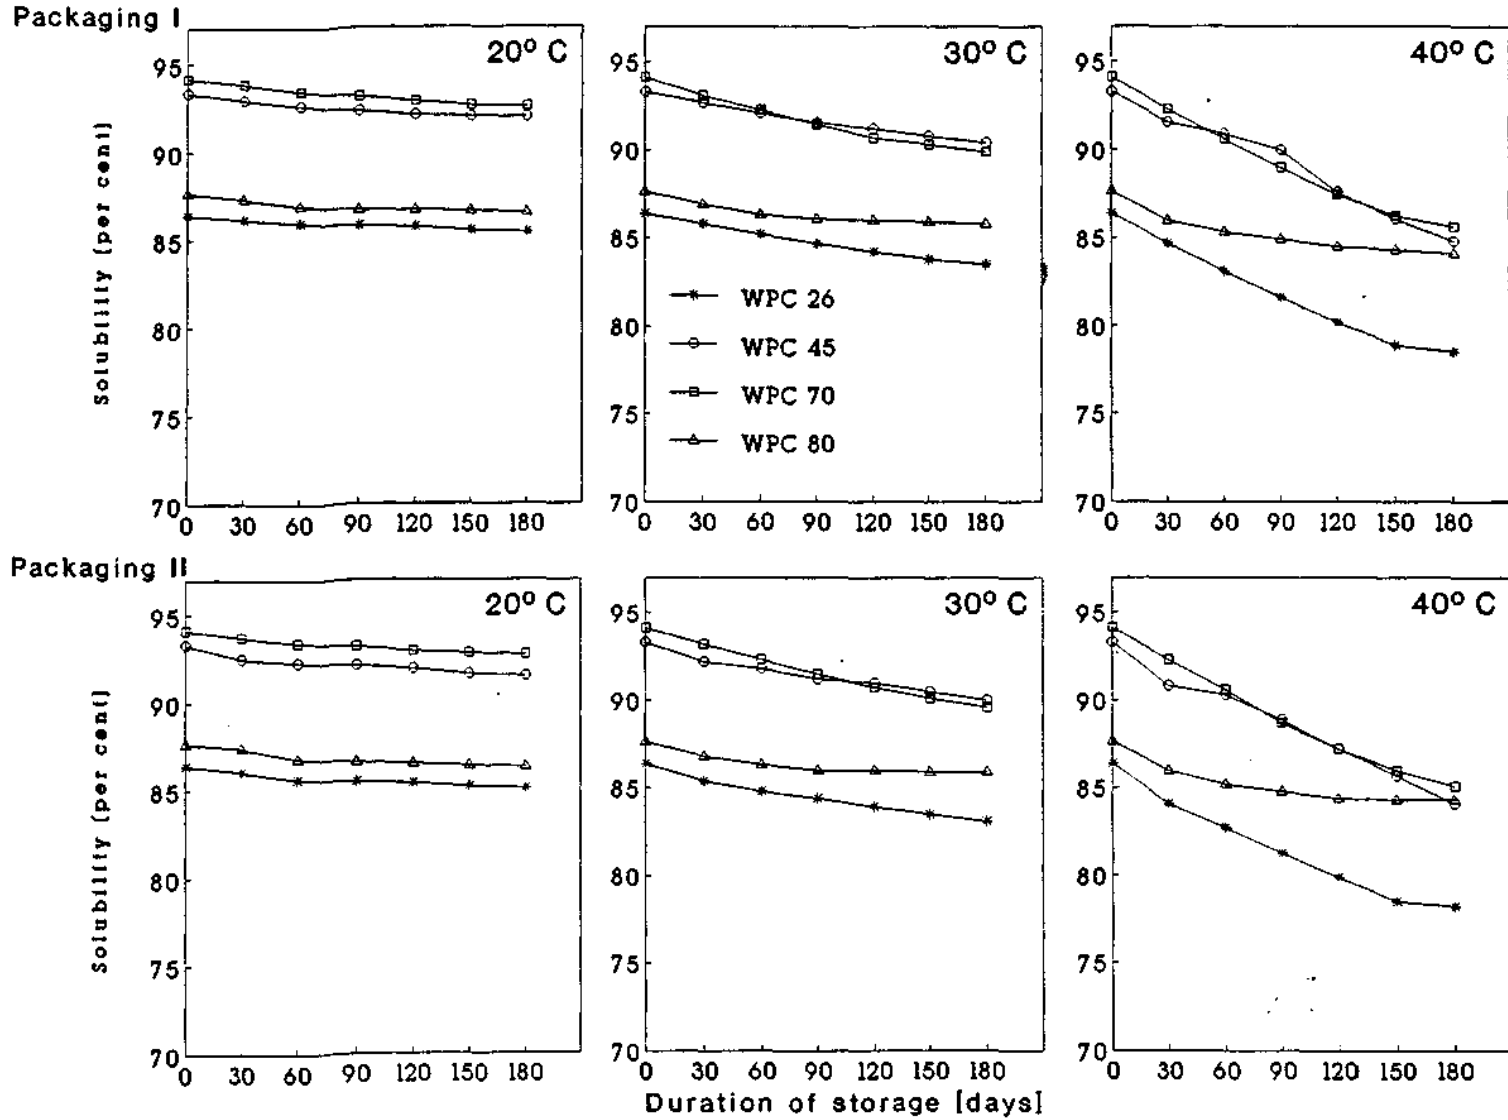 Packaging I
20° C
30° C
40° C
95
90
85
80
75
70
Solubility [per cent]
0 30 60 90 120 150 180
95
90
85
80
75
70
WPC 26
WPC 45
WPC 70
WPC 80
0 30 60 90 120 150 180
95
90
85
80
75
70
0 30 60 90 120 150 180
Packaging II
20° C
30° C
40° C
95
90
85
80
75
70
Solubility [per cent]
0 30 60 90 120 150 180
95
90
85
80
75
70
0 30 60 90 120 150 180
95
90
85
80
75
70
0 30 60 90 120 150 180
Duration of storage [days]